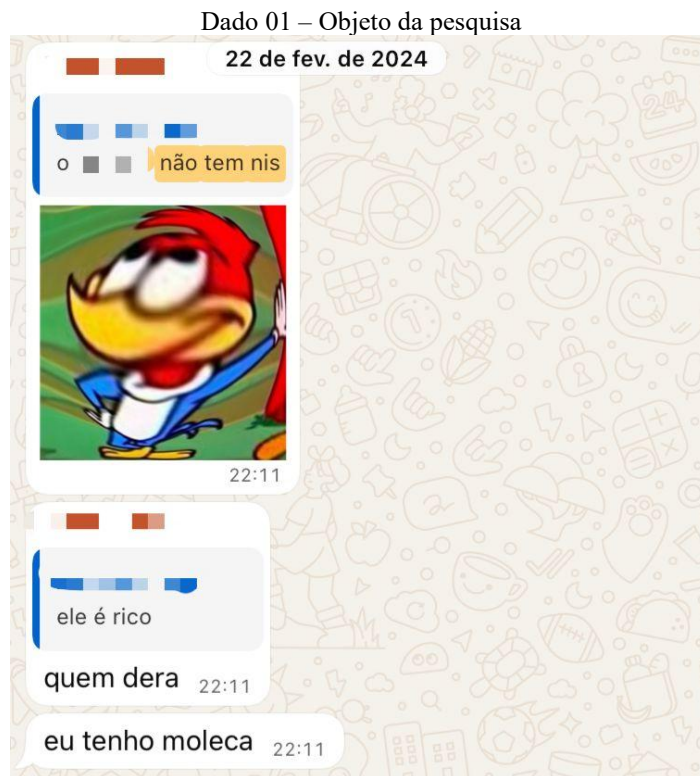 Dado 01 – Objeto da pesquisa
22 de fev. de 2024
o
não tem nis
22:11
ele é rico
quem dera 22:11
eu tenho moleca 22:11